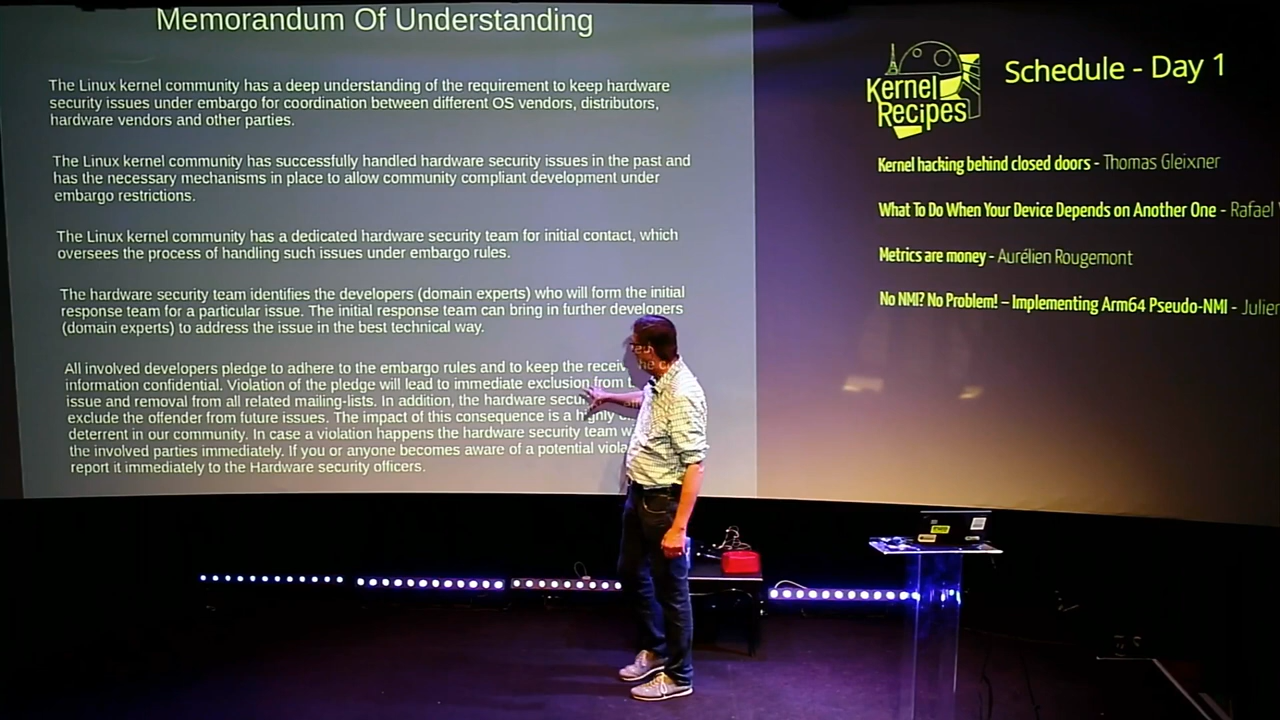 Memorandum Of Understanding
The Linux kernel community has a deep understanding of the requirement to keep hardware
security issues under embargo for coordination between different OS vendors, distributors,
hardware vendors and other parties.
The Linux kernel community has successfully handled hardware security issues in the past and
has the necessary mechanisms in place to allow community compliant development under
embargo restrictions.
The Linux kernel community has a dedicated hardware security team for initial contact, which
oversees the process of handling such issues under embargo rules.
The hardware security team identifies the developers (domain experts) who will form the initial
response team for a particular issue. The initial response team can bring in further developers
(domain experts) to address the issue in the best technical way.
All involved developers pledge to adhere to the embargo rules and to keep the
information confidential. Violation of the pledge will lead to immediate exclusion from
issue and removal from all related mailing-lists. In addition, the hardware
exclude the offender from future issues. The impact of this consequence is a highly
deterrent in our community. In case a violation happens the hardware security team
the involved parties immediately. If you or anyone becomes aware of a potential
report it immediately to the Hardware security officers.
Kernel
Recipes
Schedule - Day 1
Kernel hacking behind closed doors - Thomas Gleixner
What To Do When Your Device Depends on Another One - Rafael
Metrics are money - Aurélien Rougemont
No NMI? No Problem! – Implementing Arm64 Pseudo-NMI - Julien